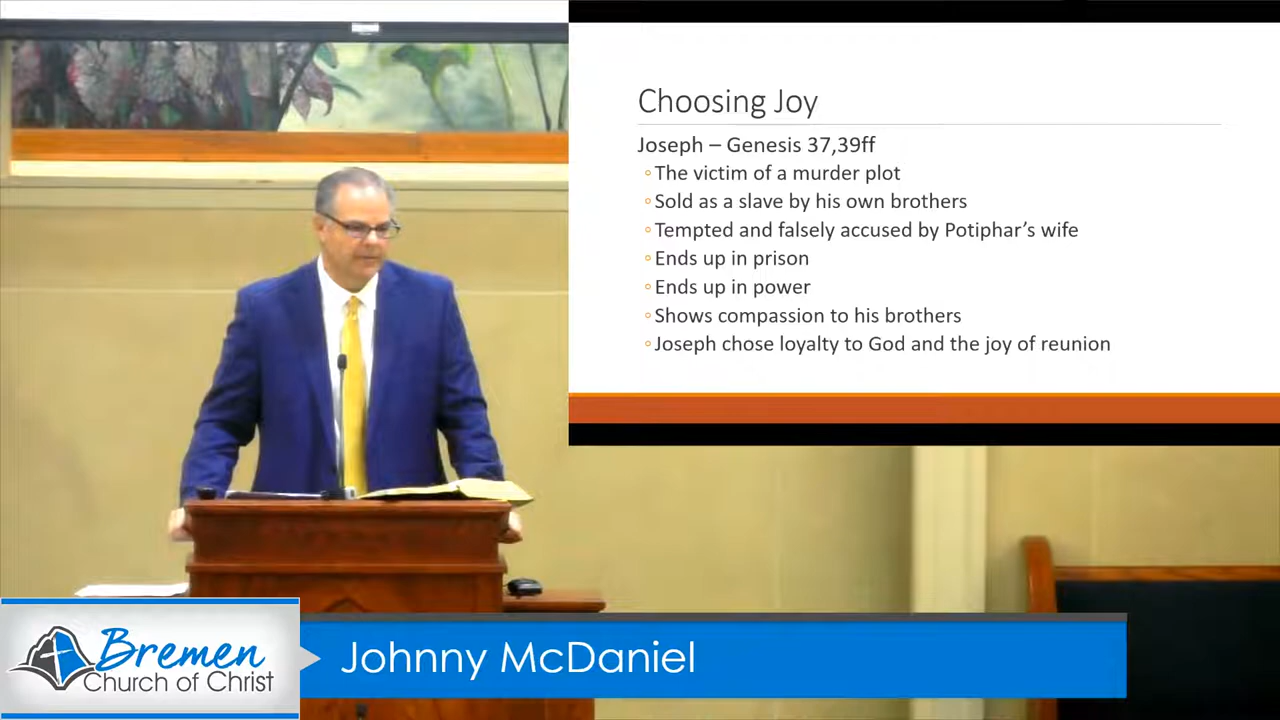 Choosing Joy
Joseph – Genesis 37,39ff
◦The victim of a murder plot
◦Sold as a slave by his own brothers
◦Tempted and falsely accused by Potiphar’s wife
◦Ends up in prison
◦Ends up in power
◦Shows compassion to his brothers
◦Joseph chose loyalty to God and the joy of reunion
Bremen
Church of Christ
Johnny McDaniel